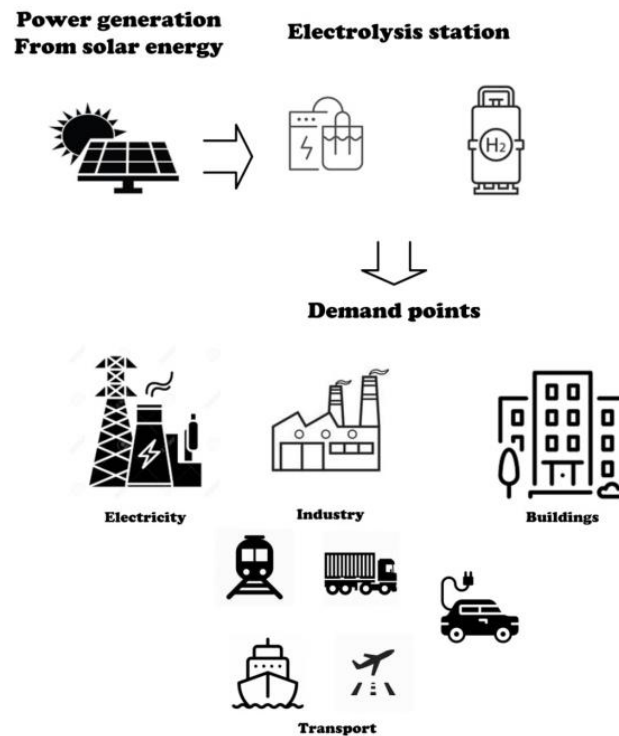 Power generation
From solar energy
Electrolysis station
H2
Demand points
Electricity
Industry
Buildings
Transport